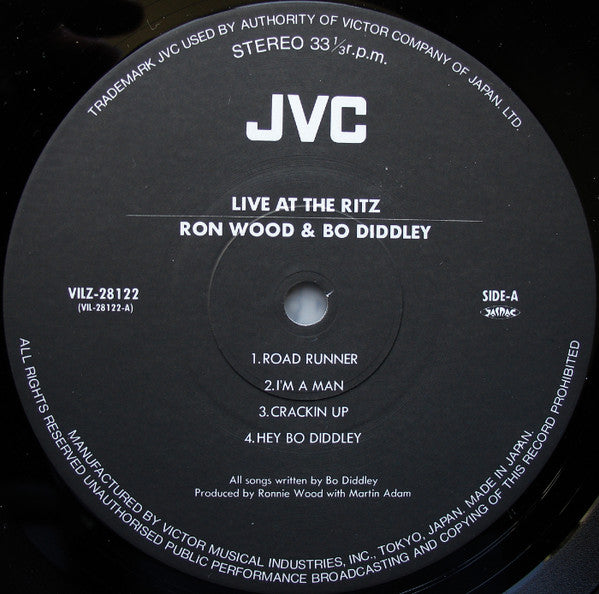 TRADEMARK JVC USED BY AUTHORITY OF VICTOR COMPANY OF JAPAN. LTD.
STEREO 33 1/3 r.p.m.
JVC
LIVE AT THE RITZ
RON WOOD & BO DIDDLEY
VILZ-28122
(VIL-28122-A)
SIDE-A
JASRAC
1.ROAD RUNNER
2.I'M A MAN
3.CRACKIN UP
4.HEY BO DIDDLEY
All songs written by Bo Diddley
Produced by Ronnie Wood with Martin Adam
MANUFACTURED BY VICTOR MUSICAL INDUSTRIES, INC., TOKYO, JAPAN. MADE IN JAPAN.
ALL RIGHTS RESERVED UNAUTHORISED PUBLIC PERFORMANCE BROADCASTING AND COPYING OF THIS RECORD PROHIBITED